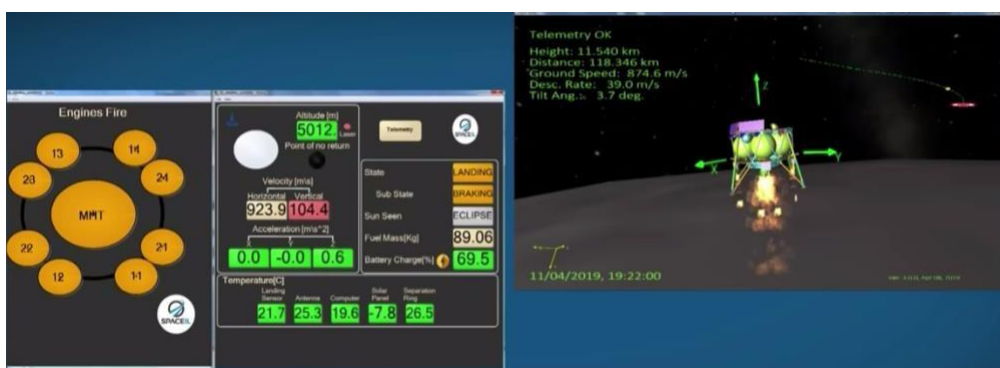 Engines Fire
13
14
23
24
22
21
12
11
SPACEIL
Altitude [m]
5012.
Laser
Point of no return
Velocity [m\s]
Horizontal Vertical
923.9 104.4
Acceleration [m\s^2]
X Y Z
0.0 -0.0 0.6
Telemetry
SPACEIL
State LANDING
Sub State BRAKING
Sun Seen ECLIPSE
Fuel Mass[Kg] 89.06
Battery Charge[%] 69.5
Temperature[C]
Landing Sensor
Antenna
Computer
Solar Panel
Separation Ring
21.7 25.3 19.6 -7.8 26.5
Telemetry OK
Height: 11.540 km
Distance: 118.346 km
Ground Speed: 874.6 m/s
Desc. Rate: 39.0 m/s
Tilt Ang.: 3.7 deg.
Z
X
Y
11/04/2019, 19:22:00